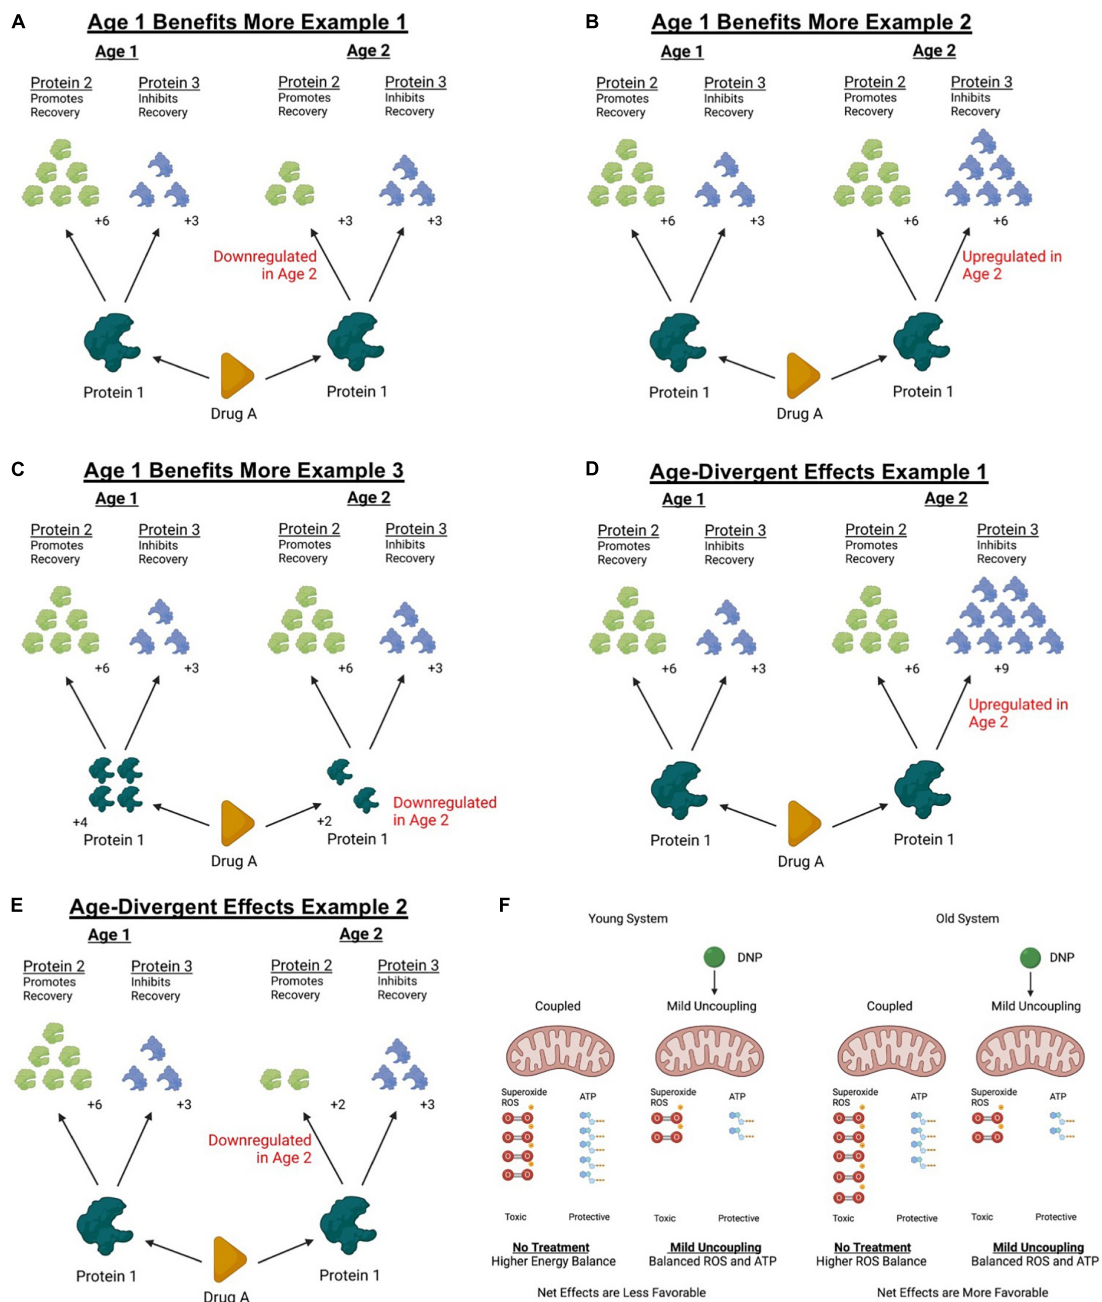 A
Age 1 Benefits More Example 1
Age 1
Age 2
Protein 2
Promotes
Recovery
Protein 3
Inhibits
Recovery
Protein 2
Promotes
Recovery
Protein 3
Inhibits
Recovery
+6
+3
+3
+3
Downregulated
in Age 2
Protein 1
Protein 1
Drug A
B
Age 1 Benefits More Example 2
Age 1
Age 2
Protein 2
Promotes
Recovery
Protein 3
Inhibits
Recovery
Protein 2
Promotes
Recovery
Protein 3
Inhibits
Recovery
+6
+3
+6
+6
Upregulated in
Age 2
Protein 1
Protein 1
Drug A
C
Age 1 Benefits More Example 3
Age 1
Age 2
Protein 2
Promotes
Recovery
Protein 3
Inhibits
Recovery
Protein 2
Promotes
Recovery
Protein 3
Inhibits
Recovery
+6
+3
+6
+3
+4
+2
Downregulated
in Age 2
Protein 1
Protein 1
Drug A
D
Age-Divergent Effects Example 1
Age 1
Age 2
Protein 2
Promotes
Recovery
Protein 3
Inhibits
Recovery
Protein 2
Promotes
Recovery
Protein 3
Inhibits
Recovery
+6
+3
+6
+9
Upregulated in
Age 2
Protein 1
Protein 1
Drug A
E
Age-Divergent Effects Example 2
Age 1
Age 2
Protein 2
Promotes
Recovery
Protein 3
Inhibits
Recovery
Protein 2
Promotes
Recovery
Protein 3
Inhibits
Recovery
+6
+3
+2
+3
Downregulated
in Age 2
Protein 1
Protein 1
Drug A
F
Young System
Old System
DNP
DNP
Coupled
Mild Uncoupling
Coupled
Mild Uncoupling
Superoxide
ROS
ATP
Superoxide
ROS
ATP
Superoxide
ROS
ATP
Superoxide
ROS
ATP
O=O
O=O
O=O
O=O
O=O
O=O
O=O
O=O
O=O
O=O
O=O
O=O
O=O
Toxic
Protective
Toxic
Protective
Toxic
Protective
Toxic
Protective
No Treatment
Higher Energy Balance
Mild Uncoupling
Balanced ROS and ATP
No Treatment
Higher ROS Balance
Mild Uncoupling
Balanced ROS and ATP
Net Effects are Less Favorable
Net Effects are More Favorable